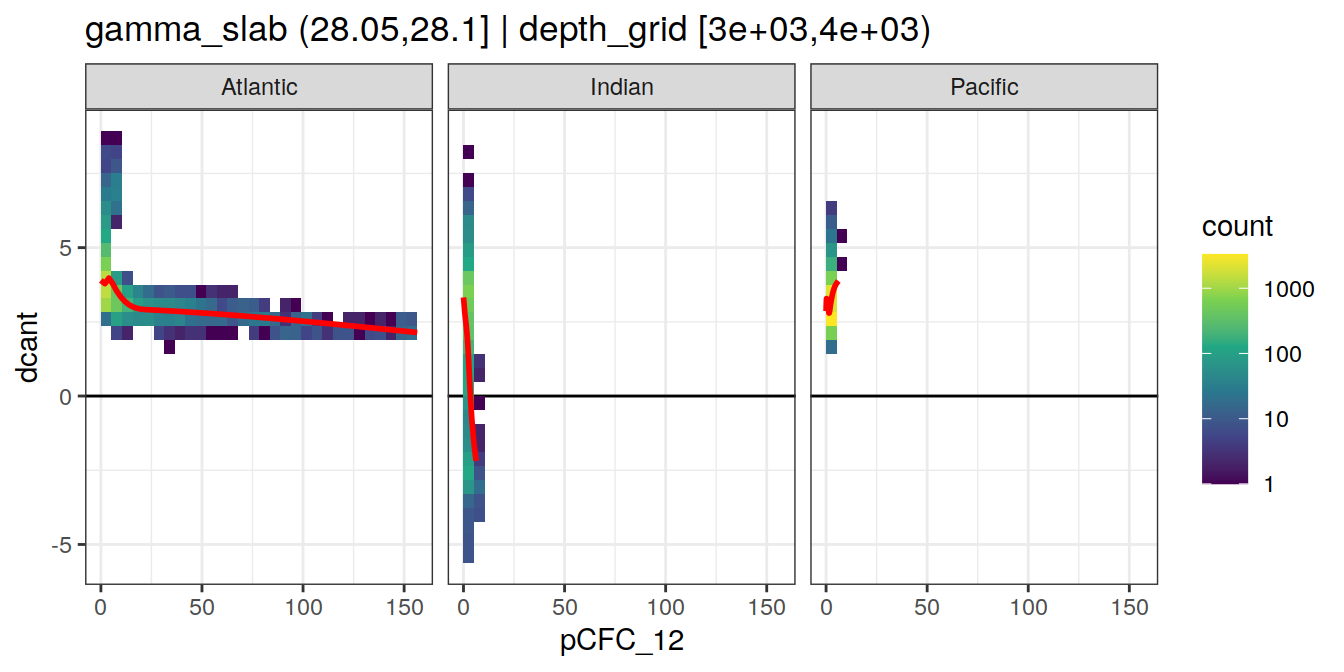 gamma_slab (28.05,28.1] | depth_grid [3e+03,4e+03)
Atlantic
Indian
Pacific
dcant
5
0
-5
0 50 100 150
0 50 100 150
0 50 100 150
pCFC_12
count
1000
100
10
1